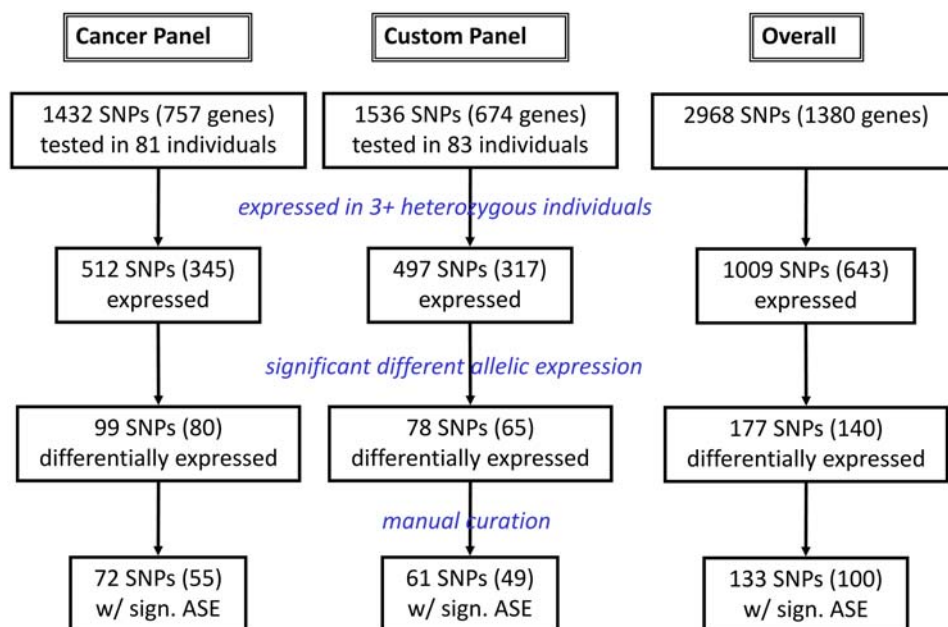 Cancer Panel
Custom Panel
Overall
1432 SNPs (757 genes)
tested in 81 individuals
1536 SNPs (674 genes)
tested in 83 individuals
2968 SNPs (1380 genes)
expressed in 3+ heterozygous individuals
512 SNPs (345)
expressed
497 SNPs (317)
expressed
1009 SNPs (643)
expressed
significant different allelic expression
99 SNPs (80)
differentially expressed
78 SNPs (65)
differentially expressed
177 SNPs (140)
differentially expressed
manual curation
72 SNPs (55)
w/ sign. ASE
61 SNPs (49)
w/ sign. ASE
133 SNPs (100)
w/ sign. ASE